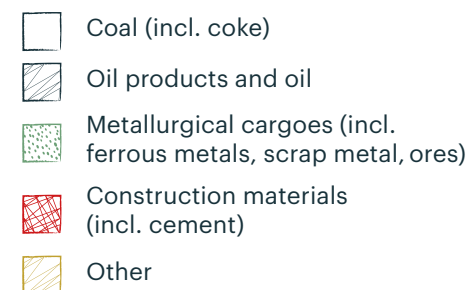 Coal (incl. coke)
Oil products and oil
Metallurgical cargoes (incl.
ferrous metals, scrap metal, ores)
Construction materials
(incl. cement)
Other